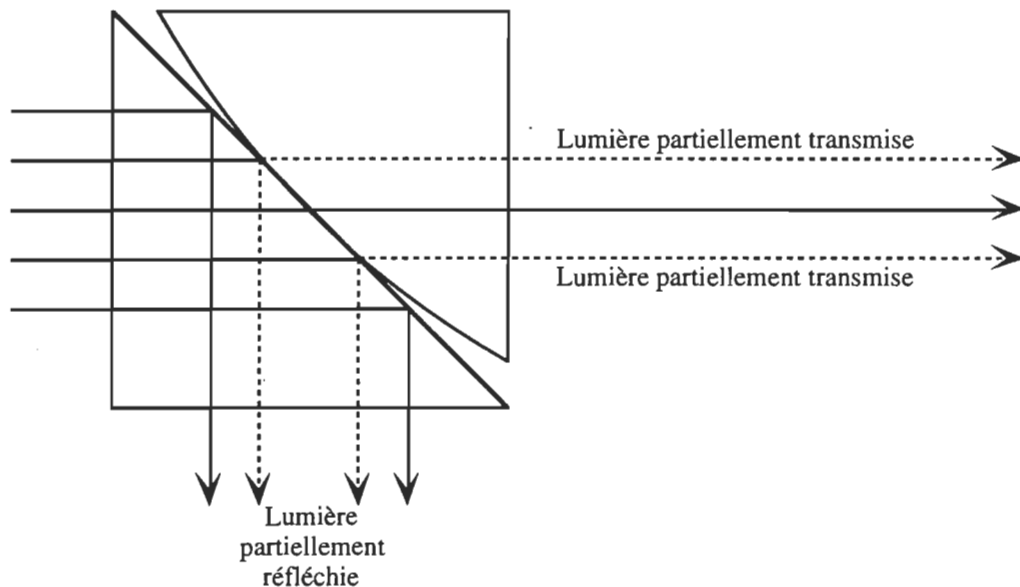 Lumière partiellement transmise
Lumière partiellement transmise
Lumière
partiellement
réfléchie